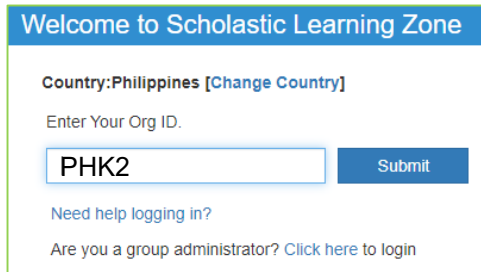 Welcome to Scholastic Learning Zone
Country:Philippines [Change Country]
Enter Your Org ID.
PHK2 Submit
Need help logging in?
Are you a group administrator? Click here to login